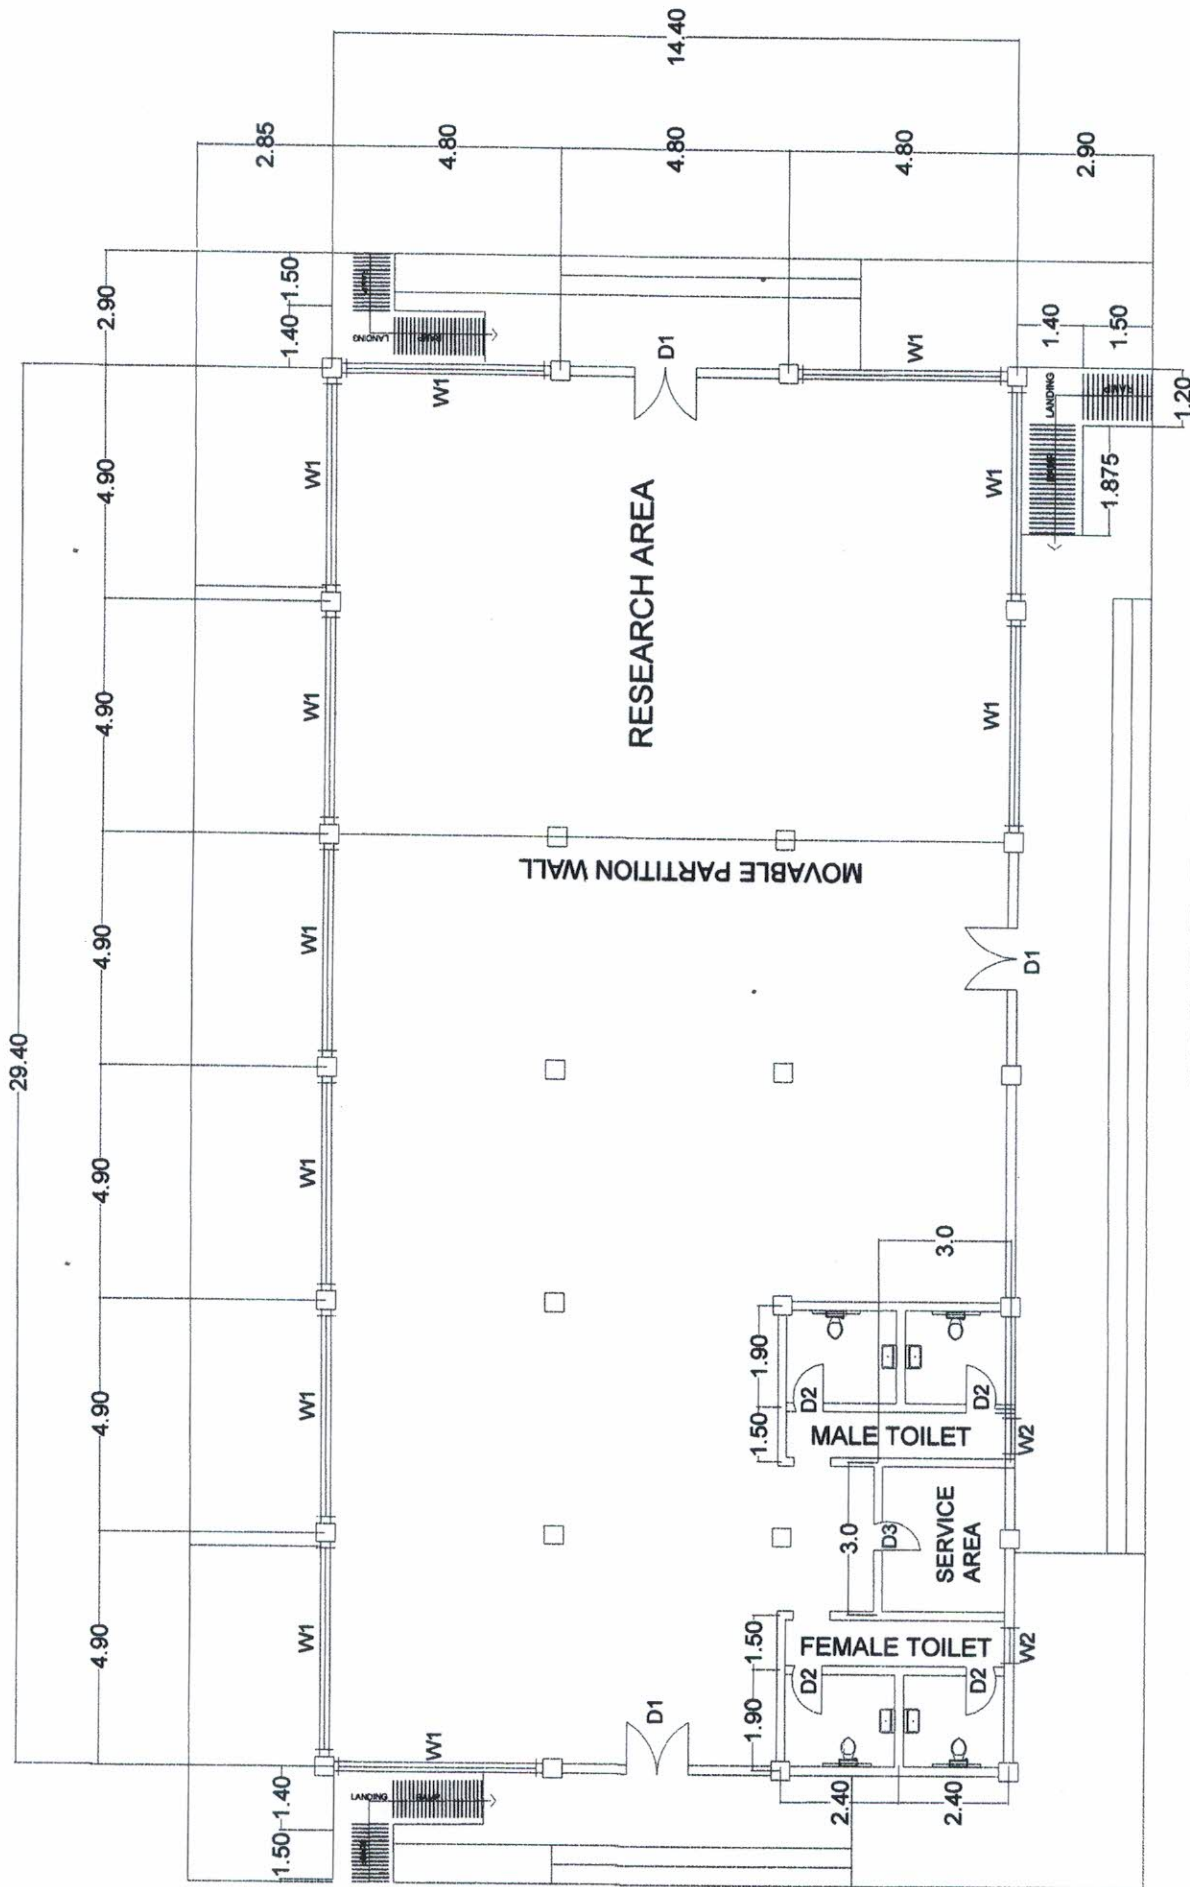 29.40
4.90
4.90
4.90
4.90
4.90
4.90
2.90
1.50
1.40
1.40
1.50
14.40
2.85
4.80
4.80
4.80
2.90
1.40
1.50
1.20
1.875
W1
W1
W1
W1
W1
W1
W1
W1
W1
W1
W1
D1
D1
D1
LANDING
RAMP
LANDING
RAMP
RAMP
LANDING
RESEARCH AREA
MOVABLE PARTITION WALL
3.0
1.90
1.50
D2
D2
MALE TOILET
W2
3.0
D3
SERVICE
AREA
1.50
1.90
FEMALE TOILET
D2
D2
W2
2.40
2.40